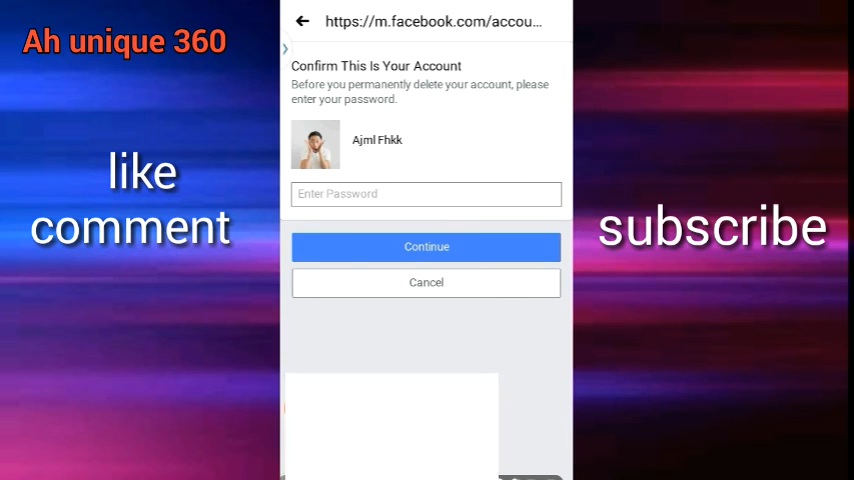 Ah unique 360
like
comment
https://m.facebook.com/accou...
Confirm This Is Your Account
Before you permanently delete your account, please
enter your password.
Ajml Fhkk
Enter Password
Continue
Cancel
subscribe